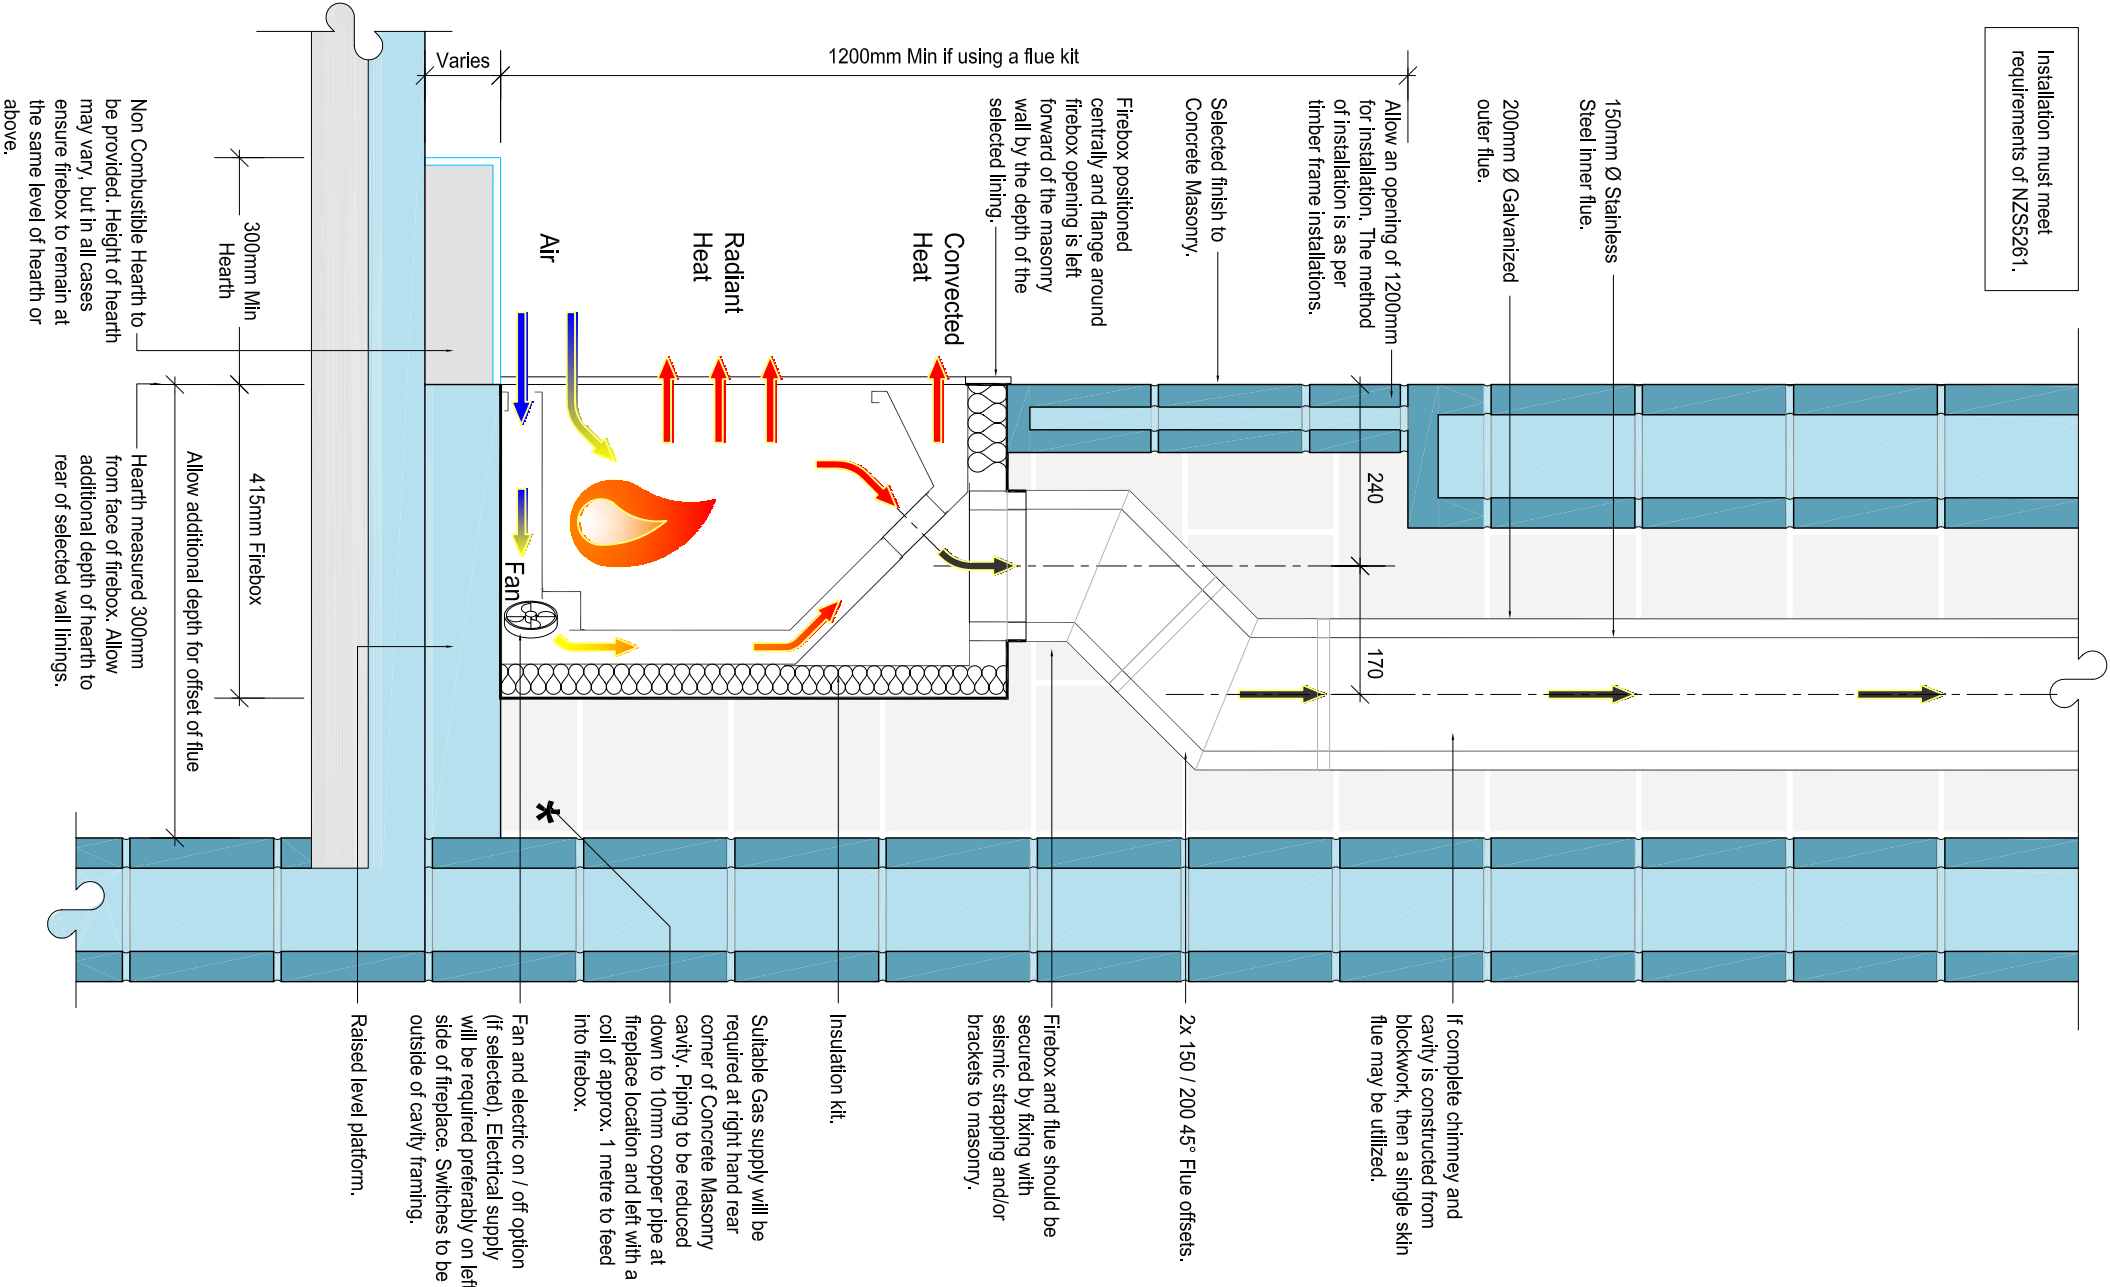 Installation must meet
requirements of NZS5261.
150mm Ø Stainless
Steel inner flue.
200mm Ø Galvanized
outer flue.
Allow an opening of 1200mm
for installation. The method
of installation is as per
timber frame installations.
Selected finish to
Concrete Masonry.
Firebox positioned
centrally and flange around
firebox opening is left
forward of the masonry
wall by the depth of the
selected lining.
1200mm Min if using a flue kit
Varies
Convected
Heat
Radiant
Heat
Air
Fan
240
170
Non Combustible Hearth to
be provided. Height of hearth
may vary, but in all cases
ensure firebox to remain at
the same level of hearth or
above.
300mm Min
Hearth
415mm Firebox
Allow additional depth for offset of flue
Hearth measured 300mm
from face of firebox. Allow
additional depth of hearth to
rear of selected wall linings.
*
If complete chimney and
cavity is constructed from
blockwork, then a single skin
flue may be utilized.
2x 150 / 200 45° Flue offsets.
Firebox and flue should be
secured by fixing with
seismic strapping and/or
brackets to masonry.
Insulation kit.
Suitable Gas supply will be
required at right hand rear
corner of Concrete Masonry
cavity. Piping to be reduced
down to 10mm copper pipe at
fireplace location and left with a
coil of approx. 1 metre to feed
into firebox.
Fan and electric on / off option
(if selected). Electrical supply
will be required preferably on left
side of fireplace. Switches to be
outside of cavity framing.
Raised level platform.